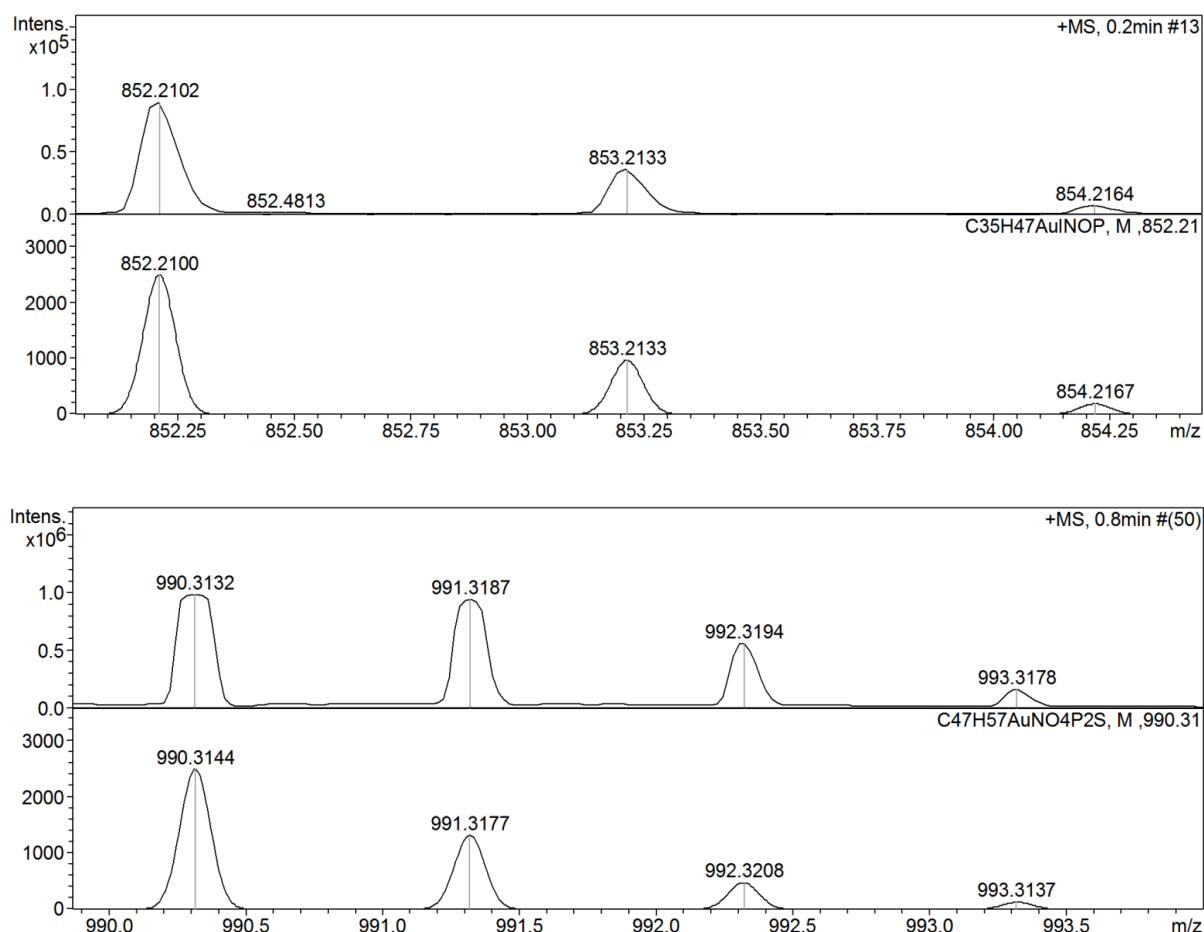 Intens.
x10⁵
+MS, 0.2min #13
1.0
0.5
0.0
852.2102
852.4813
853.2133
854.2164
C35H47AuINOP, M ,852.21
3000
2000
1000
0
852.2100
853.2133
854.2167
852.25 852.50 852.75 853.00 853.25 853.50 853.75 854.00 854.25 m/z
Intens.
x10⁶
+MS, 0.8min #(50)
1.0
0.5
0.0
990.3132
991.3187
992.3194
993.3178
C47H57AuNO4P2S, M ,990.31
3000
2000
1000
0
990.3144
991.3177
992.3208
993.3137
990.0 990.5 991.0 991.5 992.0 992.5 993.0 993.5 m/z